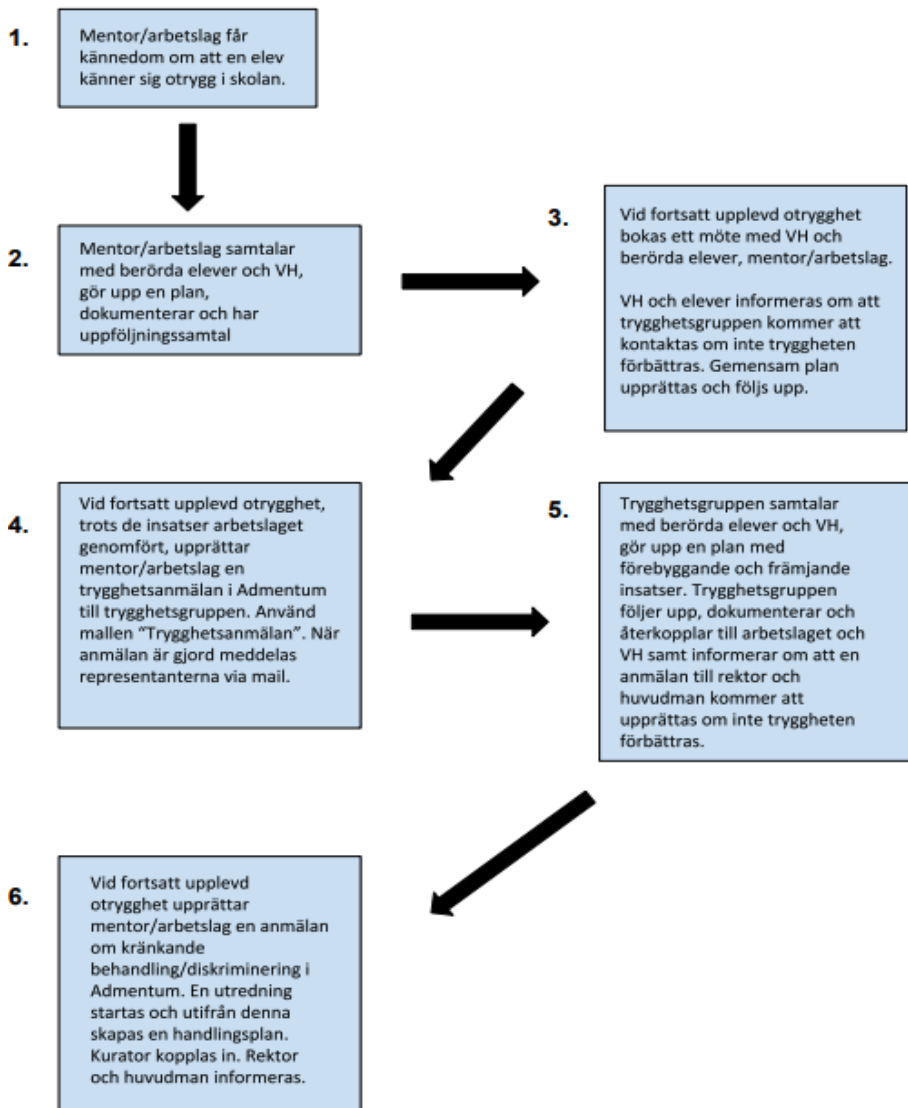 1.
Mentor/arbetslag får
kännedom om att en elev
känner sig otrygg i skolan.
2.
Mentor/arbetslag samtalar
med berörda elever och VH,
gör upp en plan,
dokumenterar och har
uppföljningssamtal
3.
Vid fortsatt upplevd otrygghet
bokas ett möte med VH och
berörda elever, mentor/arbetslag.
VH och elever informeras om att
trygghetsgruppen kommer att
kontaktas om inte tryggheten
förbättras. Gemensam plan
upprättas och följs upp.
4.
Vid fortsatt upplevd otrygghet,
trots de insatser arbetslaget
genomfört, upprättar
mentor/arbetslag en
trygghetsanmälan i Admentum
till trygghetsgruppen. Använd
mallen “Trygghetsanmälan”. När
anmälan är gjord meddelas
representanterna via mail.
5.
Trygghetsgruppen samtalar
med berörda elever och VH,
gör upp en plan med
förebyggande och främjande
insatser. Trygghetsgruppen
följer upp, dokumenterar och
återkopplar till arbetslaget och
VH samt informerar om att en
anmälan till rektor och
huvudman kommer att
upprättas om inte tryggheten
förbättras.
6.
Vid fortsatt upplevd
otrygghet upprättar
mentor/arbetslag en anmälan
om kränkande
behandling/diskriminering i
Admentum. En utredning
startas och utifrån denna
skapas en handlingsplan.
Kurator kopplas in. Rektor
och huvudman informeras.